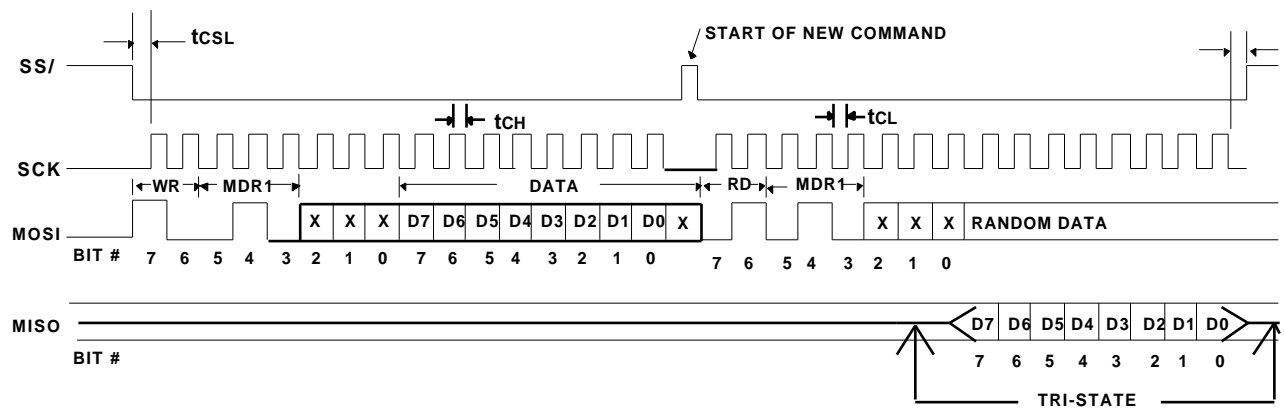 tCSL
START OF NEW COMMAND
SS/
tCH
tCL
SCK
WR MDR1 DATA RD MDR1
MOSI X X X D7 D6 D5 D4 D3 D2 D1 D0 X X X X RANDOM DATA
BIT # 7 6 5 4 3 2 1 0 7 6 5 4 3 2 1 0 7 6 5 4 3 2 1 0
MISO D7 D6 D5 D4 D3 D2 D1 D0
BIT # 7 6 5 4 3 2 1 0
TRI-STATE